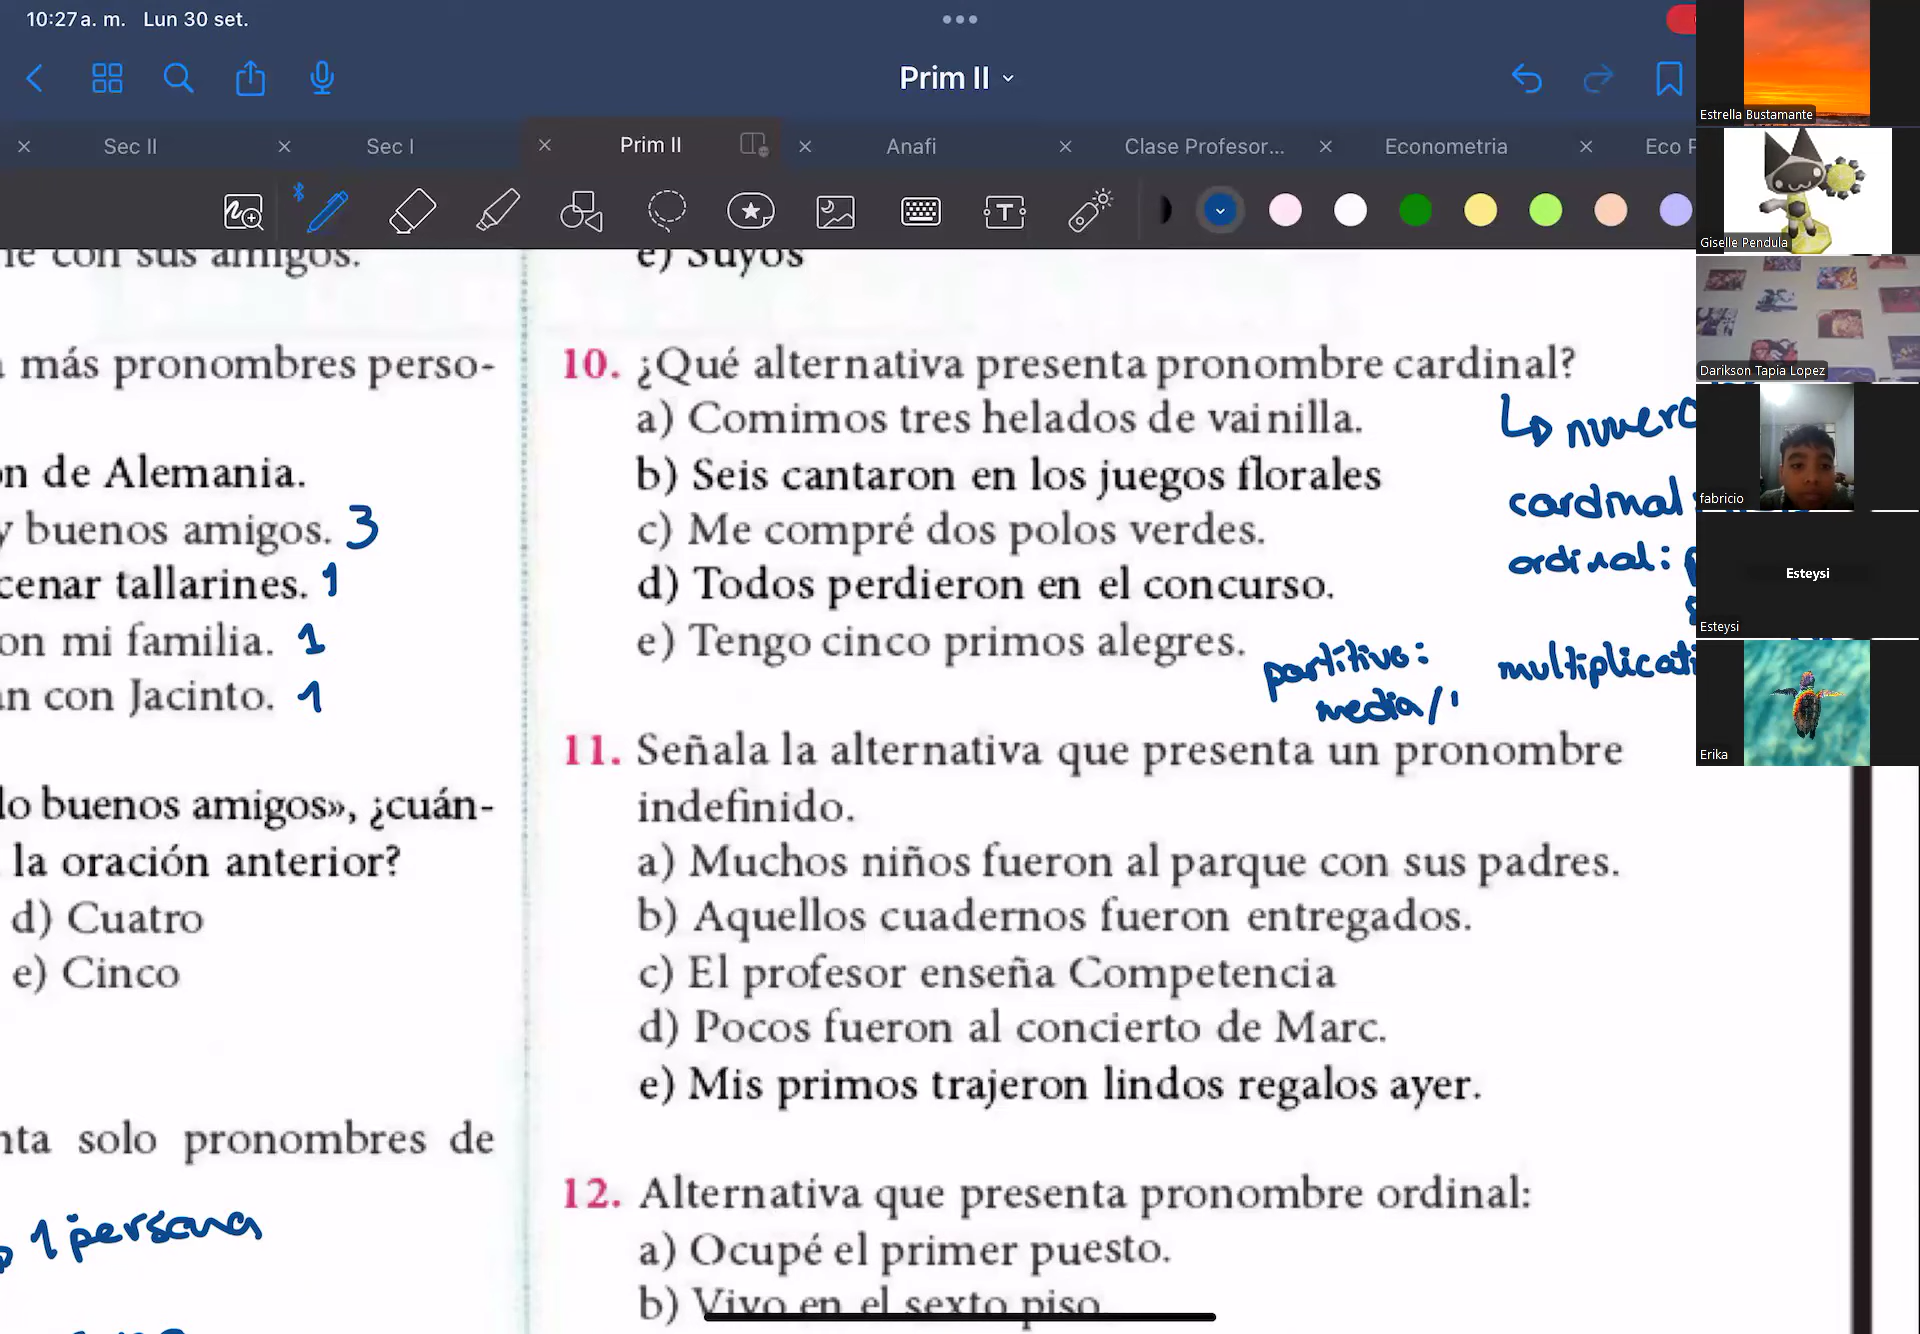 10:27 a. m. Lun 30 set.
Prim II
Sec II
Sec I
Prim II
Anafi
Clase Profesor...
Econometria
Eco
con sus amigos.
más pronombres perso-
de Alemania.
y buenos amigos. 3
cenar tallarines. 1
mi familia. 1
con Jacinto. 1
buenos amigos», ¿cuán-
la oración anterior?
d) Cuatro
e) Cinco
solo pronombres de
1 persona
e) Suyos
10. ¿Qué alternativa presenta pronombre cardinal?
a) Comimos tres helados de vainilla.
b) Seis cantaron en los juegos florales
c) Me compré dos polos verdes.
d) Todos perdieron en el concurso.
e) Tengo cinco primos alegres.
numero
cardinal
ordinal:
partitivo:
media/
11. Señala la alternativa que presenta un pronombre
indefinido.
a) Muchos niños fueron al parque con sus padres.
b) Aquellos cuadernos fueron entregados.
c) El profesor enseña Competencia
d) Pocos fueron al concierto de Marc.
e) Mis primos trajeron lindos regalos ayer.
12. Alternativa que presenta pronombre ordinal:
a) Ocupé el primer puesto.
b) Vivo en el sexto piso
Estrella Bustamante
Giselle Pendula
Darikson Tapia Lopez
fabricio
Esteysi
Esteysi
Erika